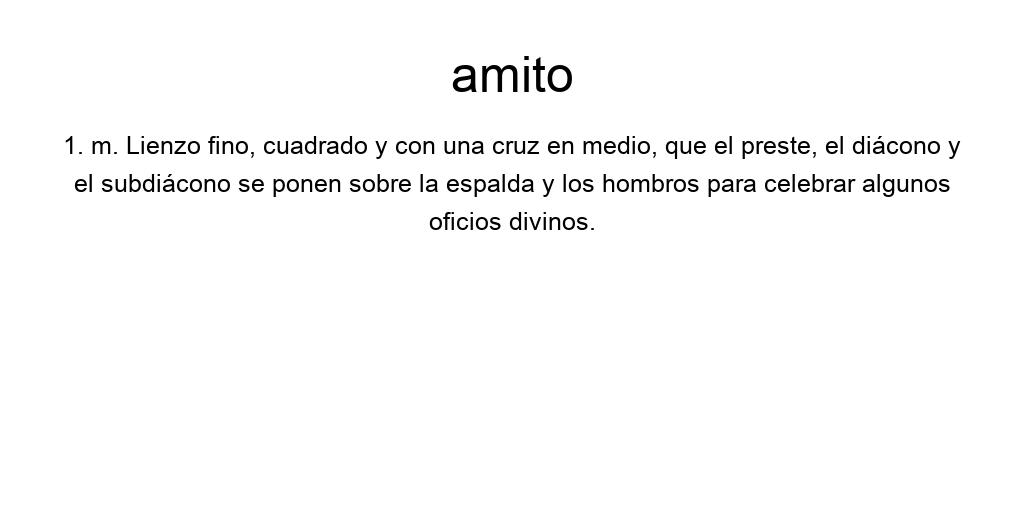 amito
1. m. Lienzo fino, cuadrado y con una cruz en medio, que el preste, el diácono y
el subdiácono se ponen sobre la espalda y los hombros para celebrar algunos
oficios divinos.